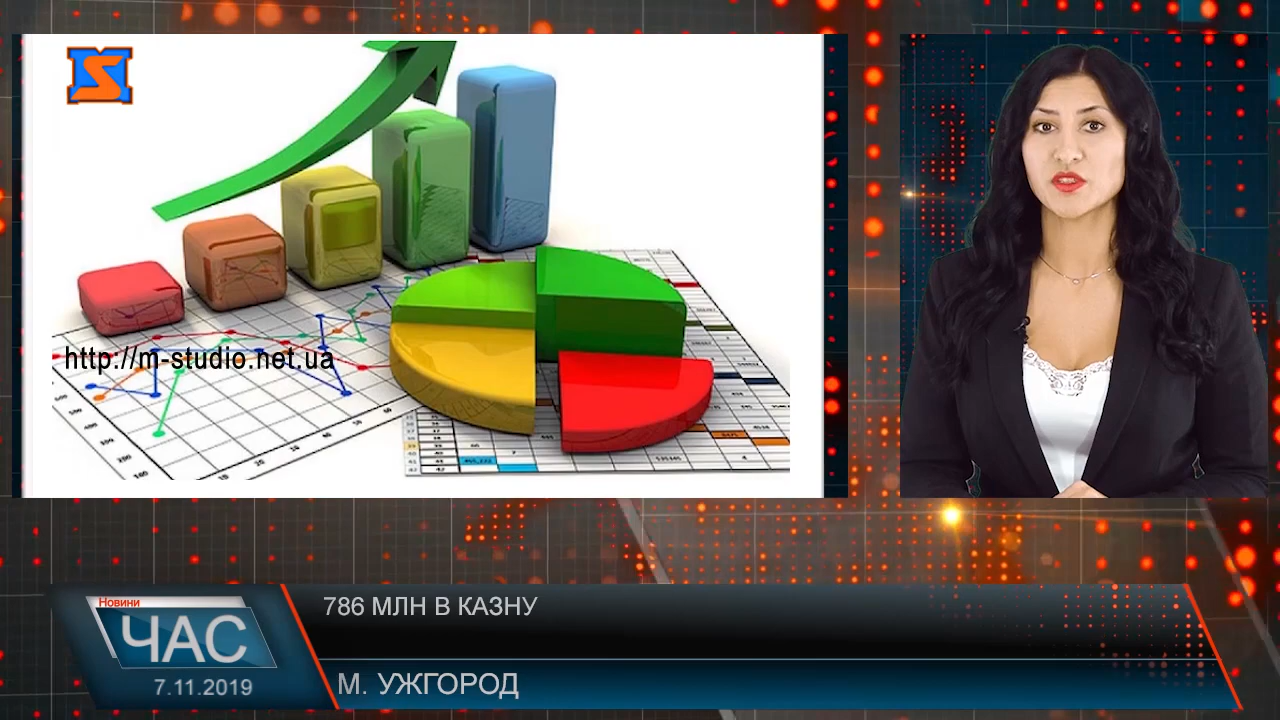 http://m-studio.net.ua
786 МЛН В КАЗНУ
Новини
ЧАС
7.11.2019
М. УЖГОРОД